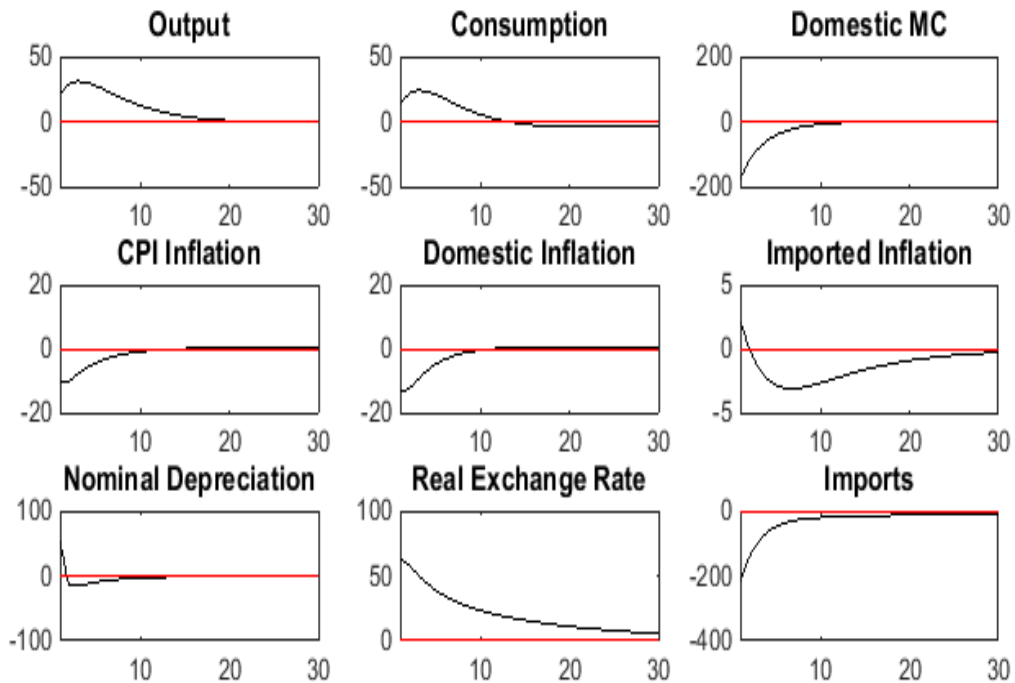 Output
50
0
-50
10 20 30
Consumption
50
0
-50
10 20 30
Domestic MC
200
0
-200
10 20 30
CPI Inflation
20
0
-20
10 20 30
Domestic Inflation
20
0
-20
10 20 30
Imported Inflation
5
0
-5
10 20 30
Nominal Depreciation
100
0
-100
10 20 30
Real Exchange Rate
100
50
0
10 20 30
Imports
0
-200
-400
10 20 30